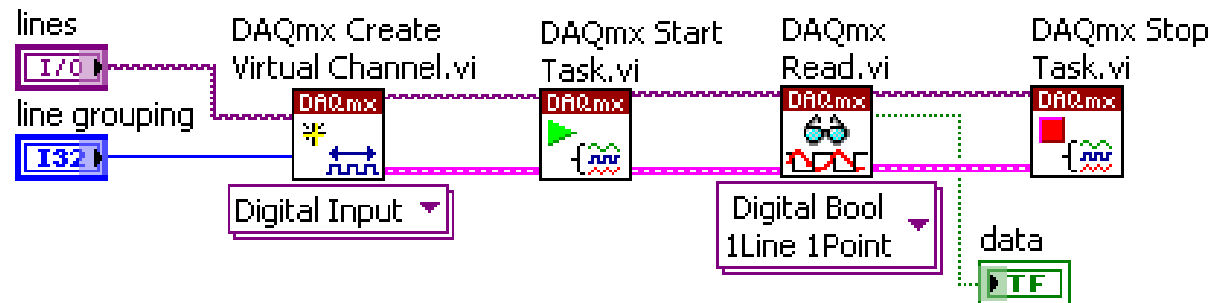 lines
I/O
line grouping
I32
DAQmx Create
Virtual Channel.vi
DAQmx
Digital Input
DAQmx Start
Task.vi
DAQmx
DAQmx
Read.vi
DAQmx
Digital Bool
1Line 1Point
DAQmx Stop
Task.vi
DAQmx
data
TF